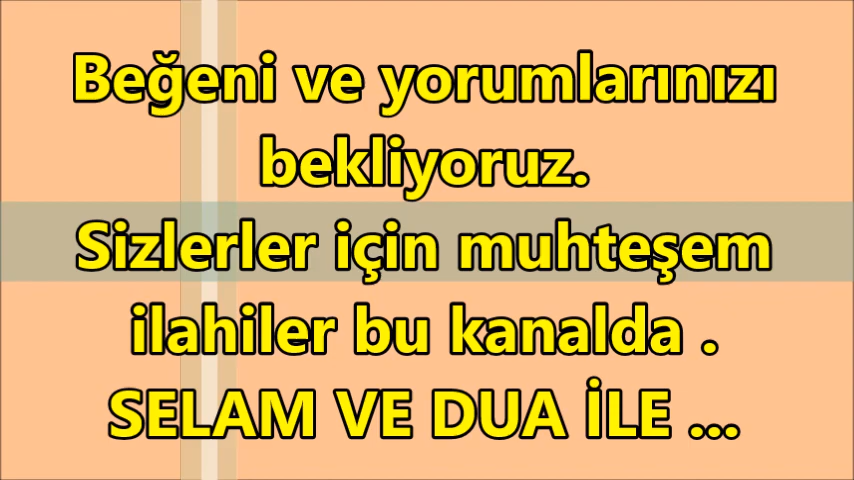 Beğeni ve yorumlarınızı
bekliyoruz.
Sizlerler için muhteşem
ilahiler bu kanalda .
SELAM VE DUA İLE ...